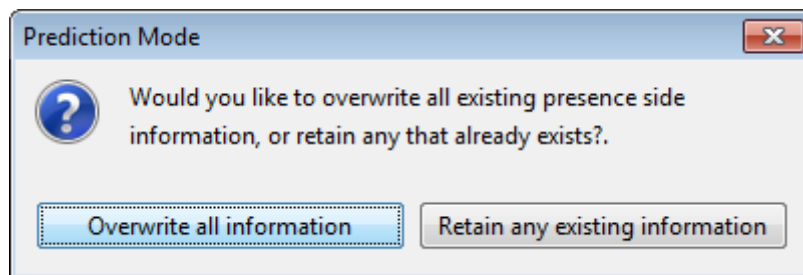 Prediction Mode
Would you like to overwrite all existing presence side
information, or retain any that already exists?.
Overwrite all information
Retain any existing information